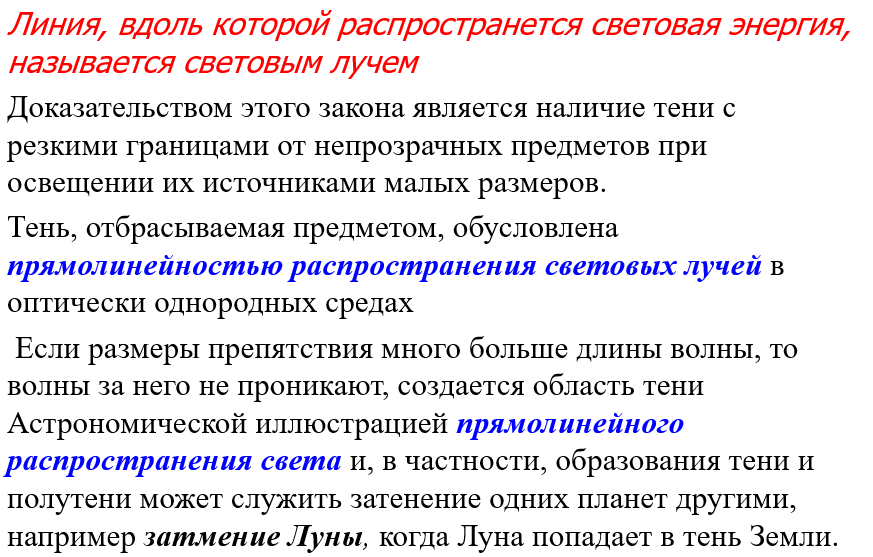 Линия, вдоль которой распространется световая энергия,
называется световым лучем
Доказательством этого закона является наличие тени с
резкими границами от непрозрачных предметов при
освещении их источниками малых размеров.
Тень, отбрасываемая предметом, обусловлена
прямолинейностью распространения световых лучей в
оптически однородных средах
Если размеры препятствия много больше длины волны, то
волны за него не проникают, создается область тени
Астрономической иллюстрацией прямолинейного
распространения света и, в частности, образования тени и
полутени может служить затенение одних планет другими,
например затмение Луны, когда Луна попадает в тень Земли.